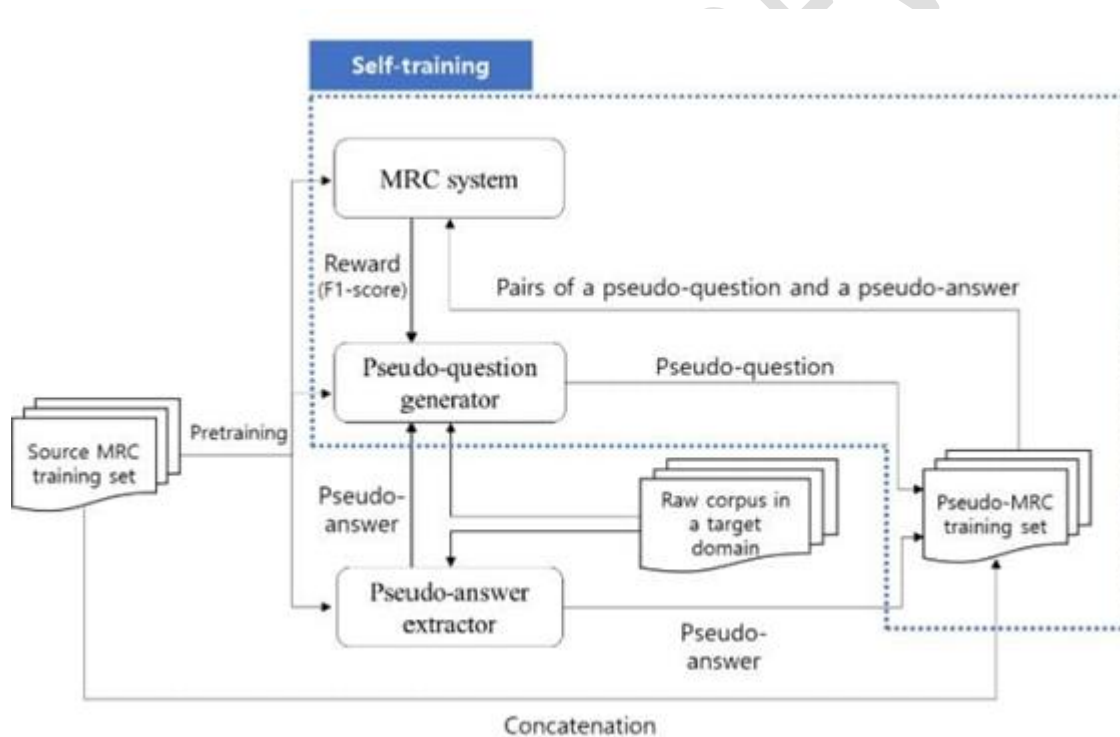 Self-training
MRC system
Reward
(F1-score)
Pairs of a pseudo-question and a pseudo-answer
Pseudo-question
generator
Pseudo-question
Pretraining
Source MRC
training set
Pseudo-
answer
Raw corpus in
a target
domain
Pseudo-MRC
training set
Pseudo-answer
extractor
Pseudo-
answer
Concatenation